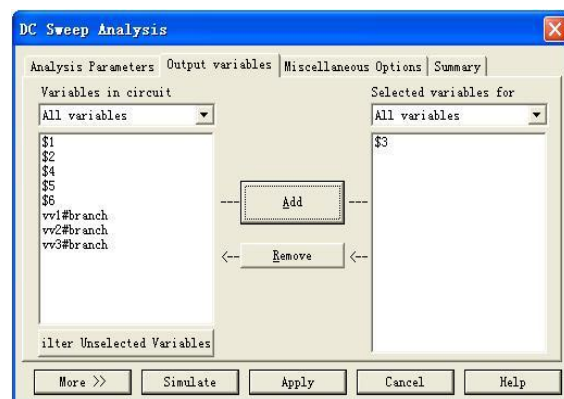 DC Sweep Analysis
Analysis Parameters Output variables Miscellaneous Options Summary
Variables in circuit
All variables
$1
$2
$4
$5
$6
vv1#branch
vv2#branch
vv3#branch
ilter Unselected Variables
--- Add ---
<-- Remove <--
Selected variables for
All variables
$3
More >> Simulate Apply Cancel Help